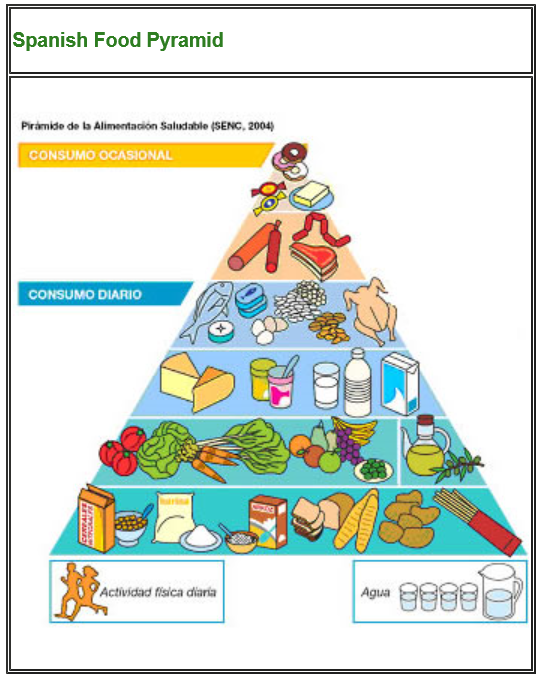 Spanish Food Pyramid
Pirámide de la Alimentación Saludable (SENC, 2004)
CONSUMO OCASIONAL
CONSUMO DIARIO
CEREALES
INTEGRALES
harina
Actividad física diaria
Agua